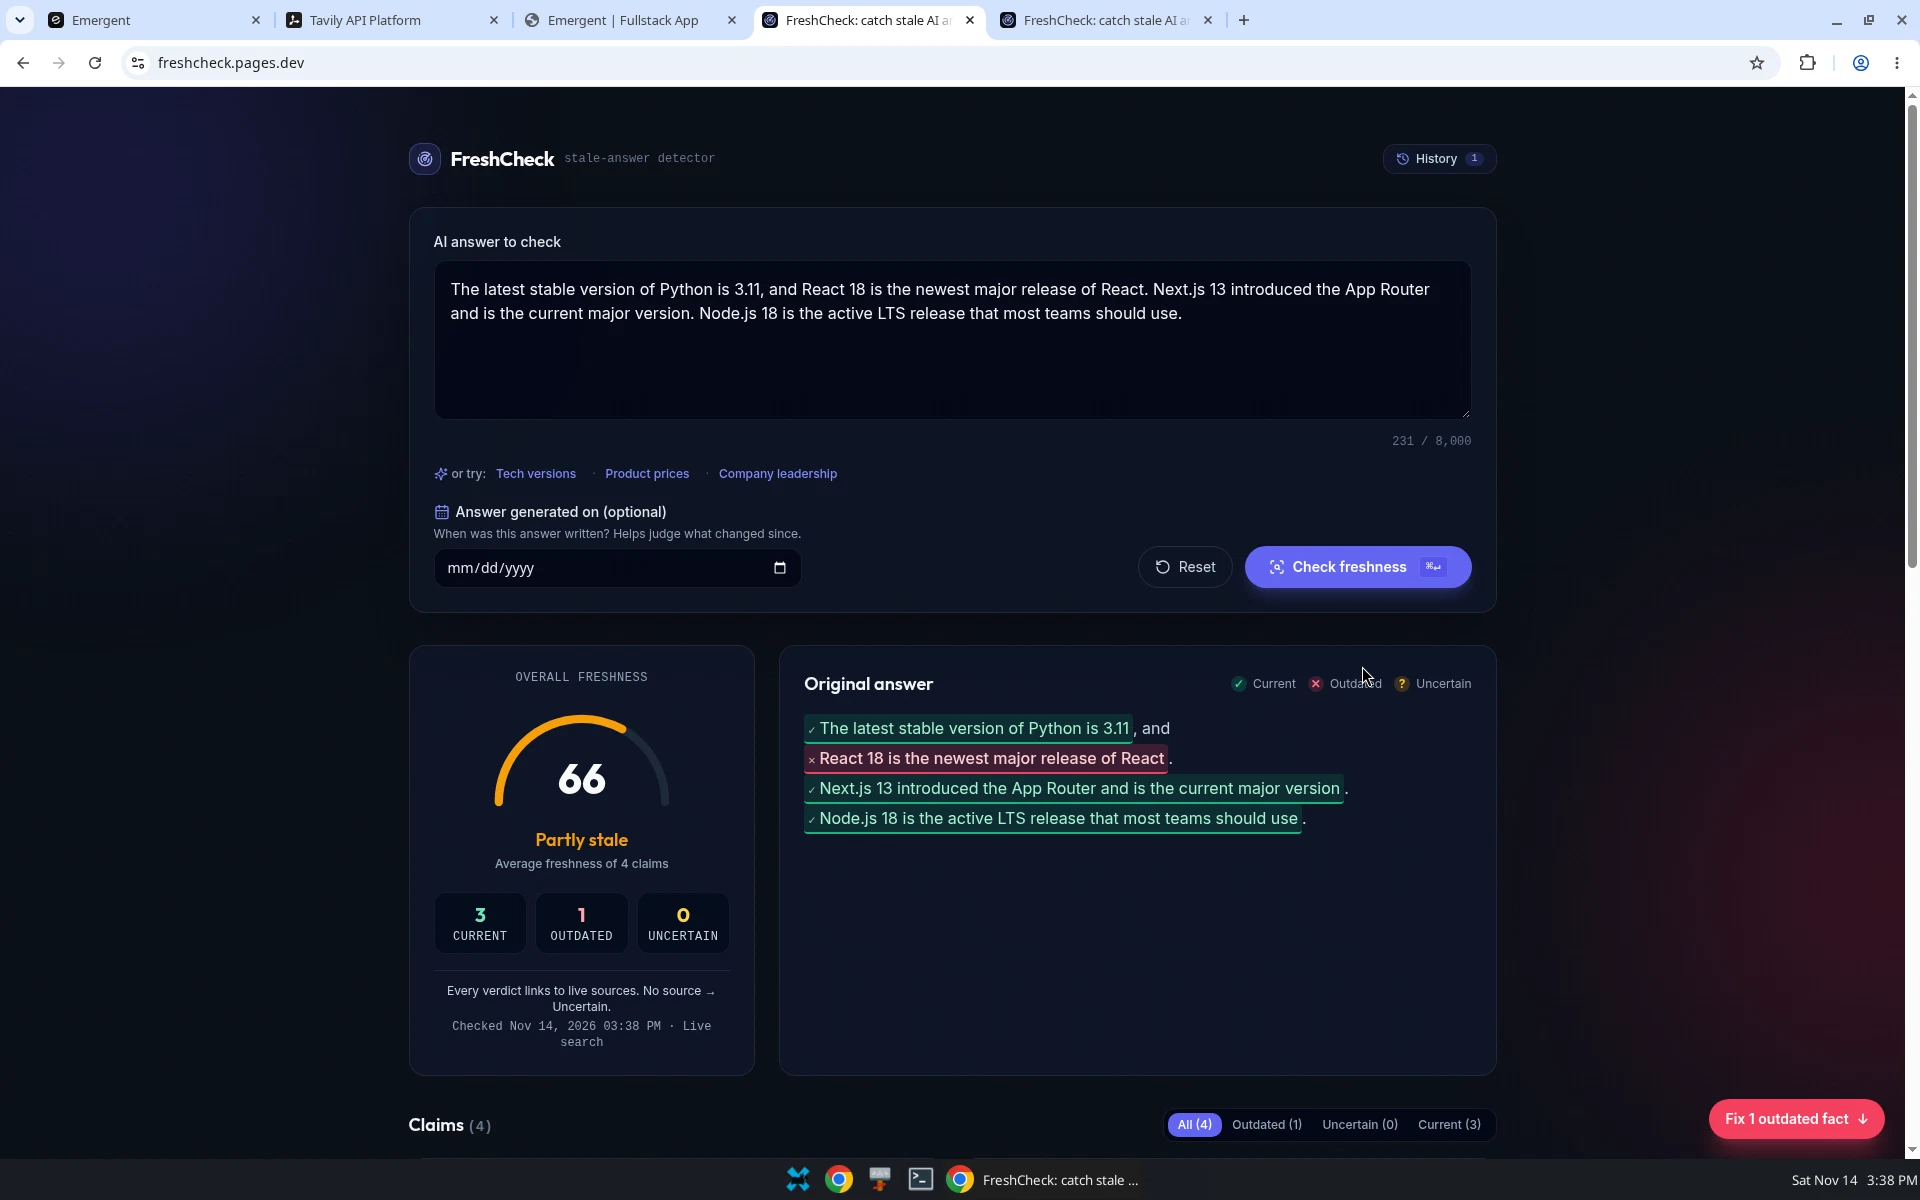 Emergent
Tavily API Platform
Emergent | Fullstack App
FreshCheck: catch stale AI a
FreshCheck: catch stale AI a
freshcheck.pages.dev
FreshCheck stale-answer detector
History 1
AI answer to check
The latest stable version of Python is 3.11, and React 18 is the newest major release of React. Next.js 13 introduced the App Router
and is the current major version. Node.js 18 is the active LTS release that most teams should use.
231 / 8,000
or try: Tech versions · Product prices · Company leadership
Answer generated on (optional)
When was this answer written? Helps judge what changed since.
mm/dd/yyyy
Reset
Check freshness ⌘↵
OVERALL FRESHNESS
66
Partly stale
Average freshness of 4 claims
3 CURRENT
1 OUTDATED
0 UNCERTAIN
Every verdict links to live sources. No source →
Uncertain.
Checked Nov 14, 2026 03:38 PM · Live
search
Original answer
✓ Current ✕ Outdated ? Uncertain
✓ The latest stable version of Python is 3.11, and
✕ React 18 is the newest major release of React.
✓ Next.js 13 introduced the App Router and is the current major version.
✓ Node.js 18 is the active LTS release that most teams should use.
Claims (4)
All (4) Outdated (1) Uncertain (0) Current (3)
Fix 1 outdated fact ↓
FreshCheck: catch stale ...
Sat Nov 14 3:38 PM